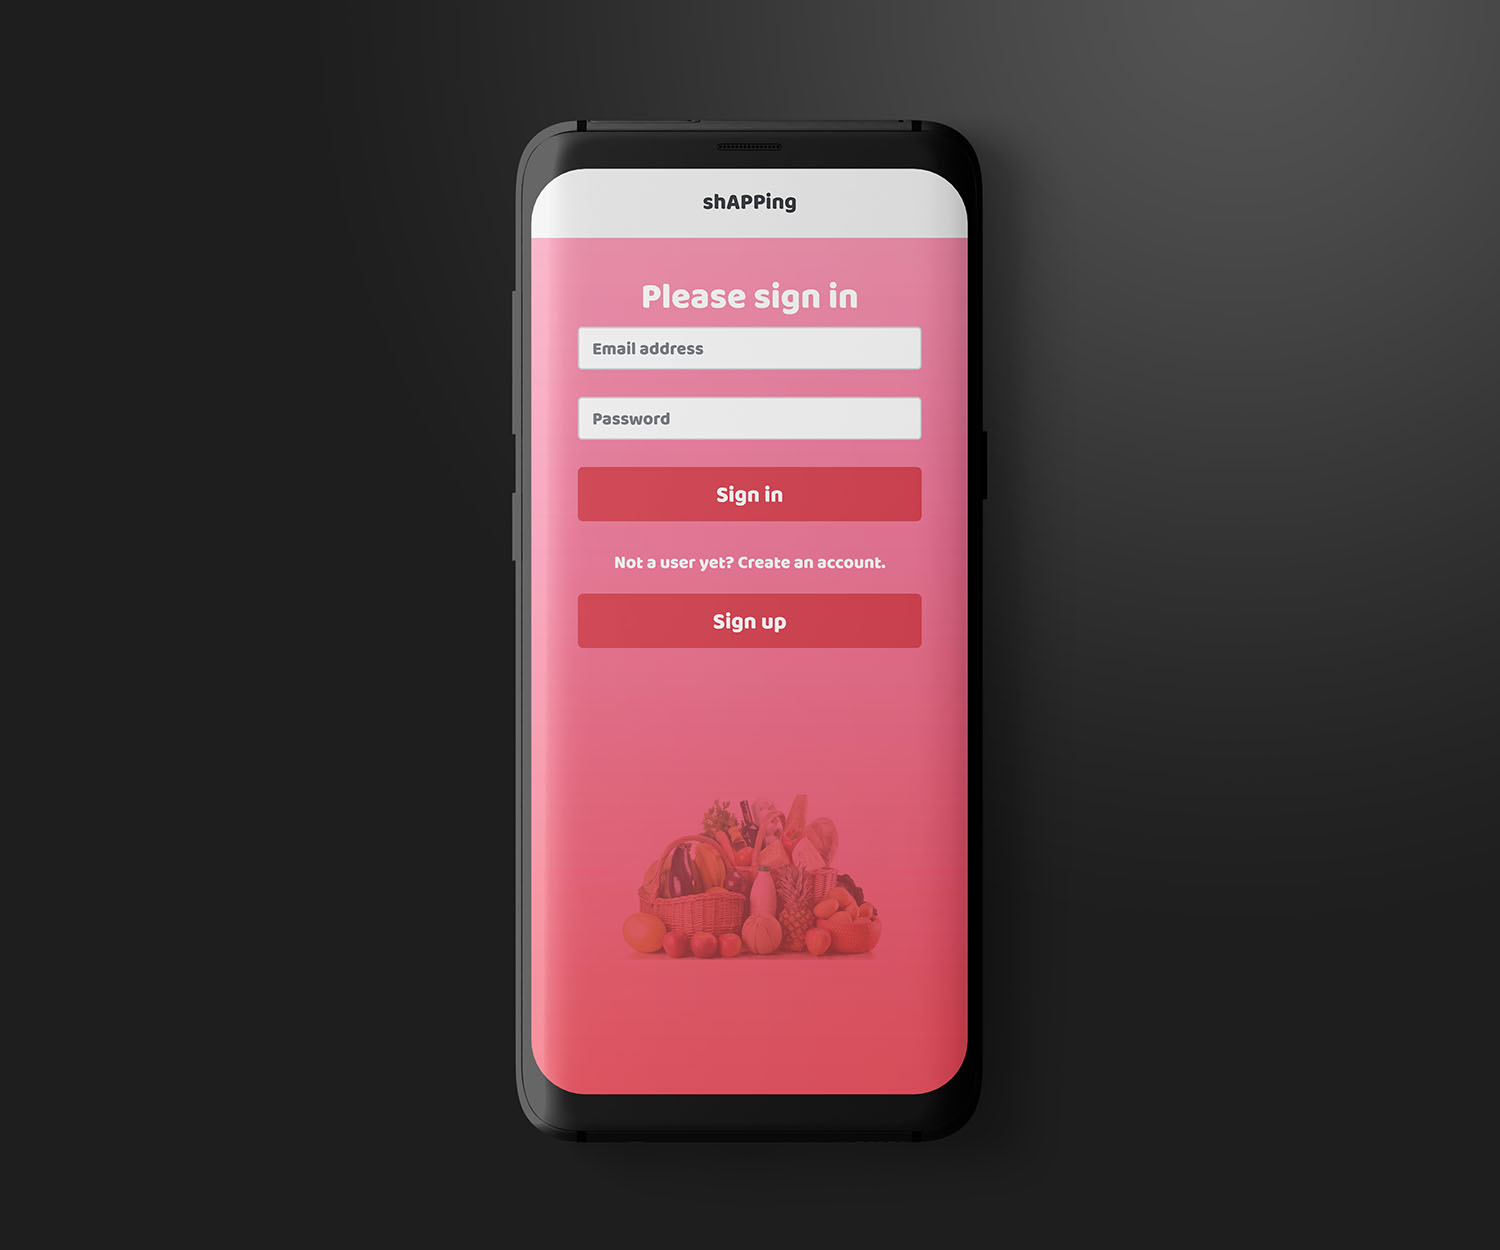 shAPPing
Please sign in
Email address
Password
Sign in
Not a user yet? Create an account.
Sign up